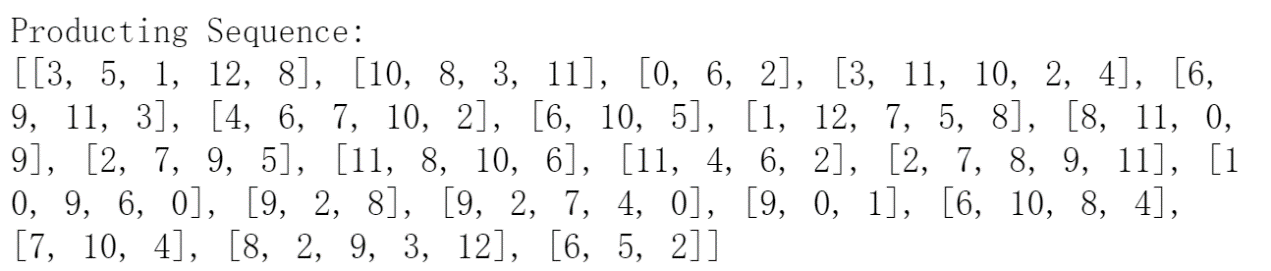 Producting Sequence:
[[3, 5, 1, 12, 8], [10, 8, 3, 11], [0, 6, 2], [3, 11, 10, 2, 4], [6,
9, 11, 3], [4, 6, 7, 10, 2], [6, 10, 5], [1, 12, 7, 5, 8], [8, 11, 0,
9], [2, 7, 9, 5], [11, 8, 10, 6], [11, 4, 6, 2], [2, 7, 8, 9, 11], [1
0, 9, 6, 0], [9, 2, 8], [9, 2, 7, 4, 0], [9, 0, 1], [6, 10, 8, 4],
[7, 10, 4], [8, 2, 9, 3, 12], [6, 5, 2]]